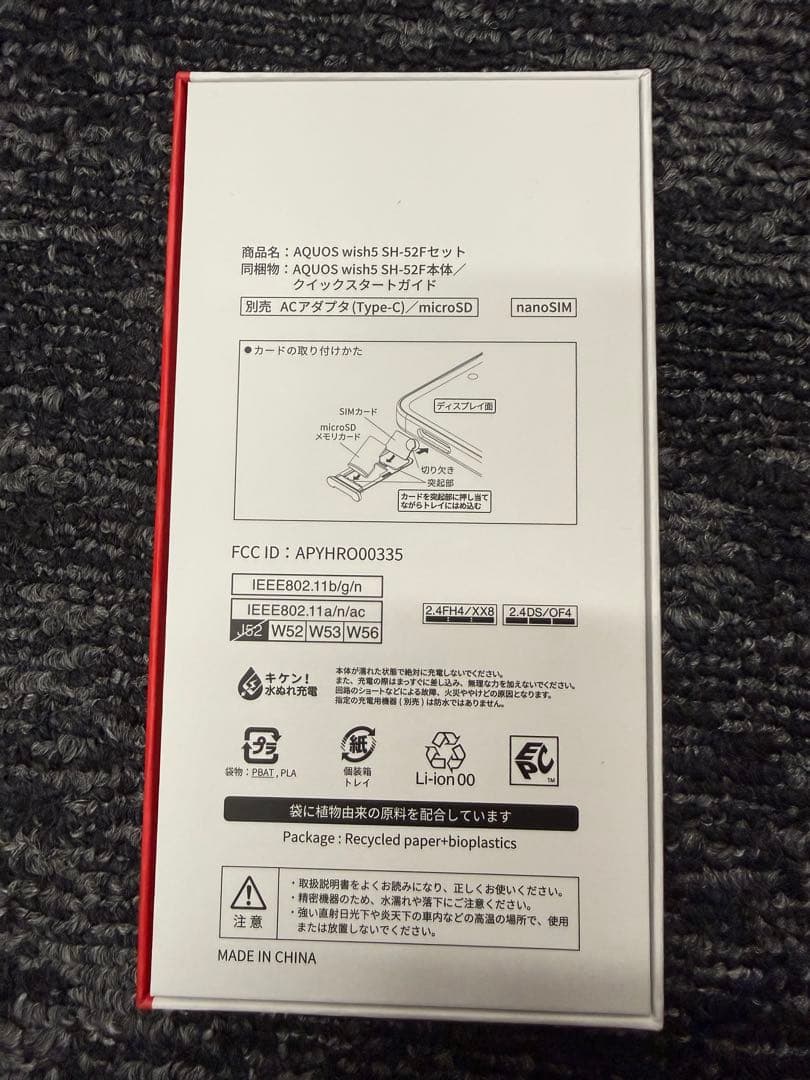 商品名：AQUOS wish5 SH-52Fセット
同梱物：AQUOS wish5 SH-52F本体／
クイックスタートガイド
別売 ACアダプタ(Type-C)／microSD
nanoSIM
●カードの取り付けかた
ディスプレイ面
SIMカード
microSD
メモリカード
切り欠き
突起部
カードを突起部に押し当て
ながらトレイにはめ込む
FCC ID：APYHRO00335
IEEE802.11b/g/n
IEEE802.11a/n/ac
J52 W52 W53 W56
2.4FH4/XX8
2.4DS/OF4
キケン！
水ぬれ充電
本体が濡れた状態で絶対に充電しないでください。
また、充電の際はまっすぐに差し込み、無理な力を加えないでください。
回路のショートなどによる故障、火災ややけどの原因となります。
指定の充電用機器(別売)は防水ではありません。
プラ
袋物：PBAT , PLA
紙
個装箱
トレイ
Li-ion 00
EPC
TM
袋に植物由来の原料を配合しています
Package : Recycled paper+bioplastics
注意
・取扱説明書をよくお読みになり、正しくお使いください。
・精密機器のため、水濡れや落下にご注意ください。
・強い直射日光下や炎天下の車内などの高温の場所で、使用
または放置しないでください。
MADE IN CHINA